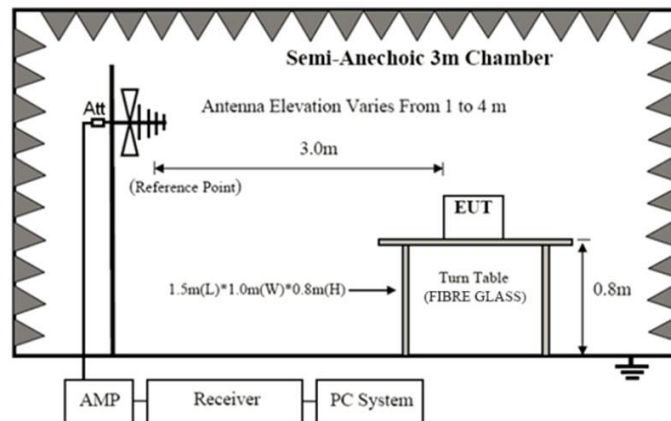 Semi-Anechoic 3m Chamber
Att
Antenna Elevation Varies From 1 to 4 m
3.0m
(Reference Point)
EUT
1.5m(L)*1.0m(W)*0.8m(H)
Turn Table
(FIBRE GLASS)
0.8m
AMP
Receiver
PC System